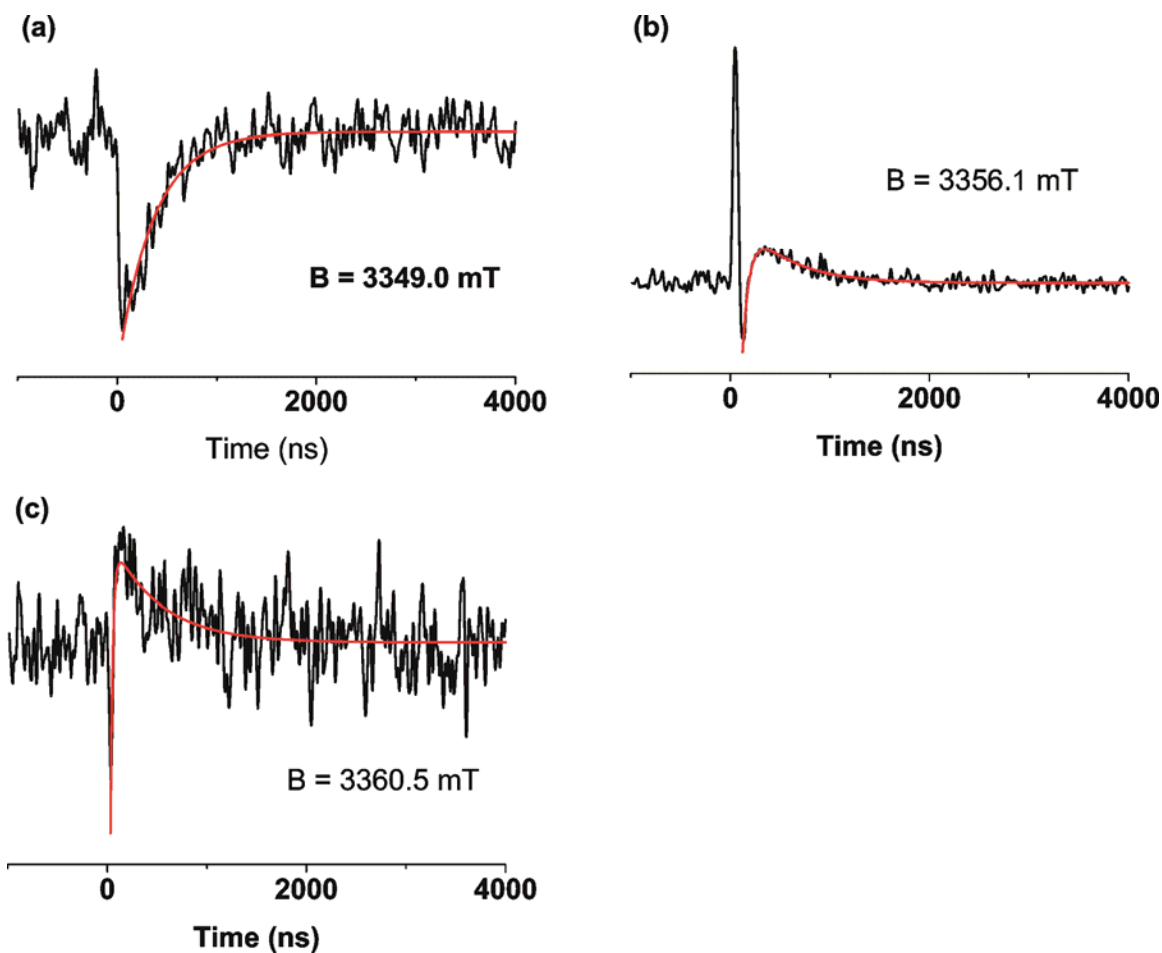 (a)
B = 3349.0 mT
0 2000 4000
Time (ns)
(b)
B = 3356.1 mT
0 2000 4000
Time (ns)
(c)
B = 3360.5 mT
0 2000 4000
Time (ns)